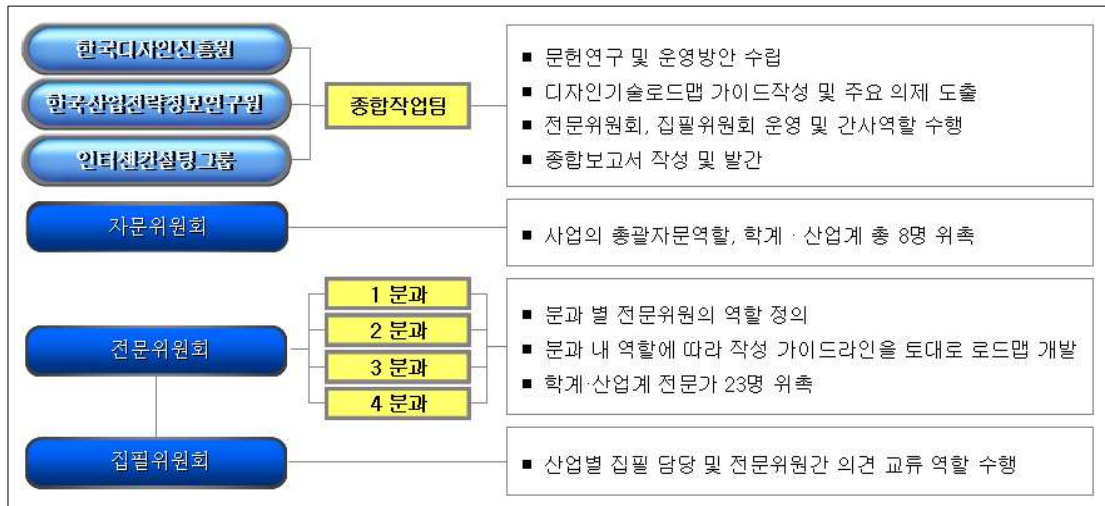 한국디자인진흥원
한국산업전략정보연구원
인터젠컨설팅그룹
종합작업팀
■ 문헌연구 및 운영방안 수립
■ 디자인기술로드맵 가이드작성 및 주요 의제 도출
■ 전문위원회, 집필위원회 운영 및 간사역할 수행
■ 종합보고서 작성 및 발간
자문위원회
■ 사업의 총괄자문역할, 학계 · 산업계 총 8명 위촉
전문위원회
1 분과
2 분과
3 분과
4 분과
■ 분과 별 전문위원의 역할 정의
■ 분과 내 역할에 따라 작성 가이드라인을 토대로 로드맵 개발
■ 학계·산업계 전문가 23명 위촉
집필위원회
■ 산업별 집필 담당 및 전문위원간 의견 교류 역할 수행